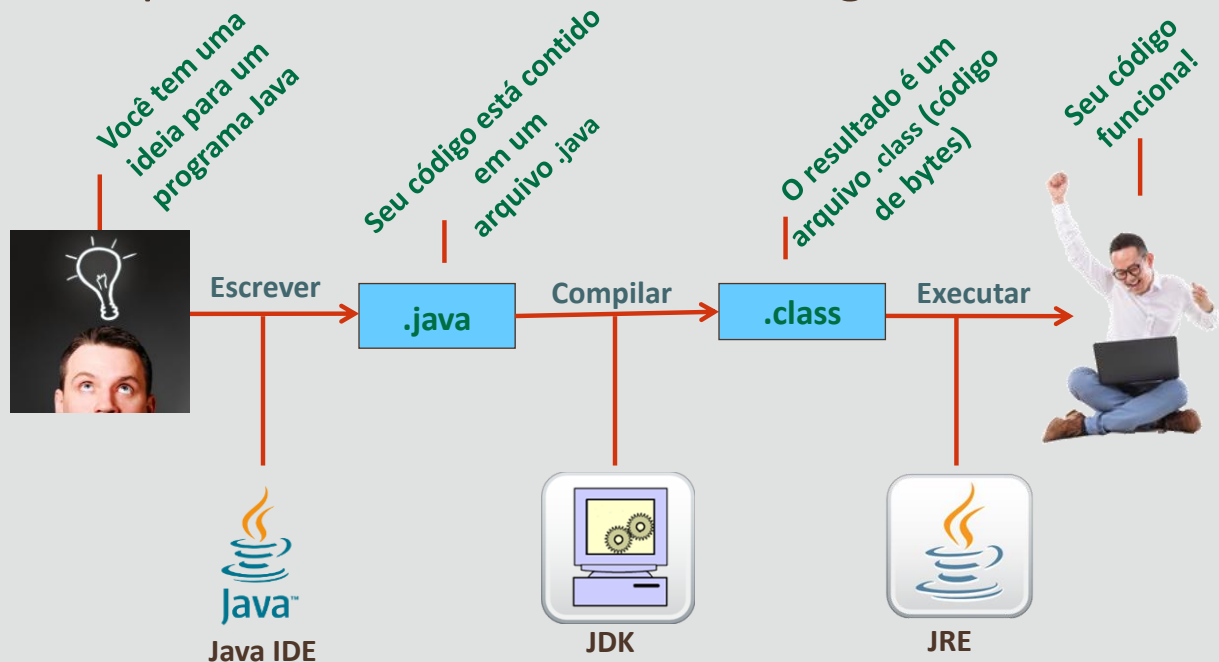 Você tem uma
ideia para um
programa Java
Seu código está contido
em um
arquivo .java
O resultado é um
arquivo .class (código
de bytes)
Seu código
funciona!
Escrever
.java
Compilar
.class
Executar
Java™
Java IDE
JDK
JRE